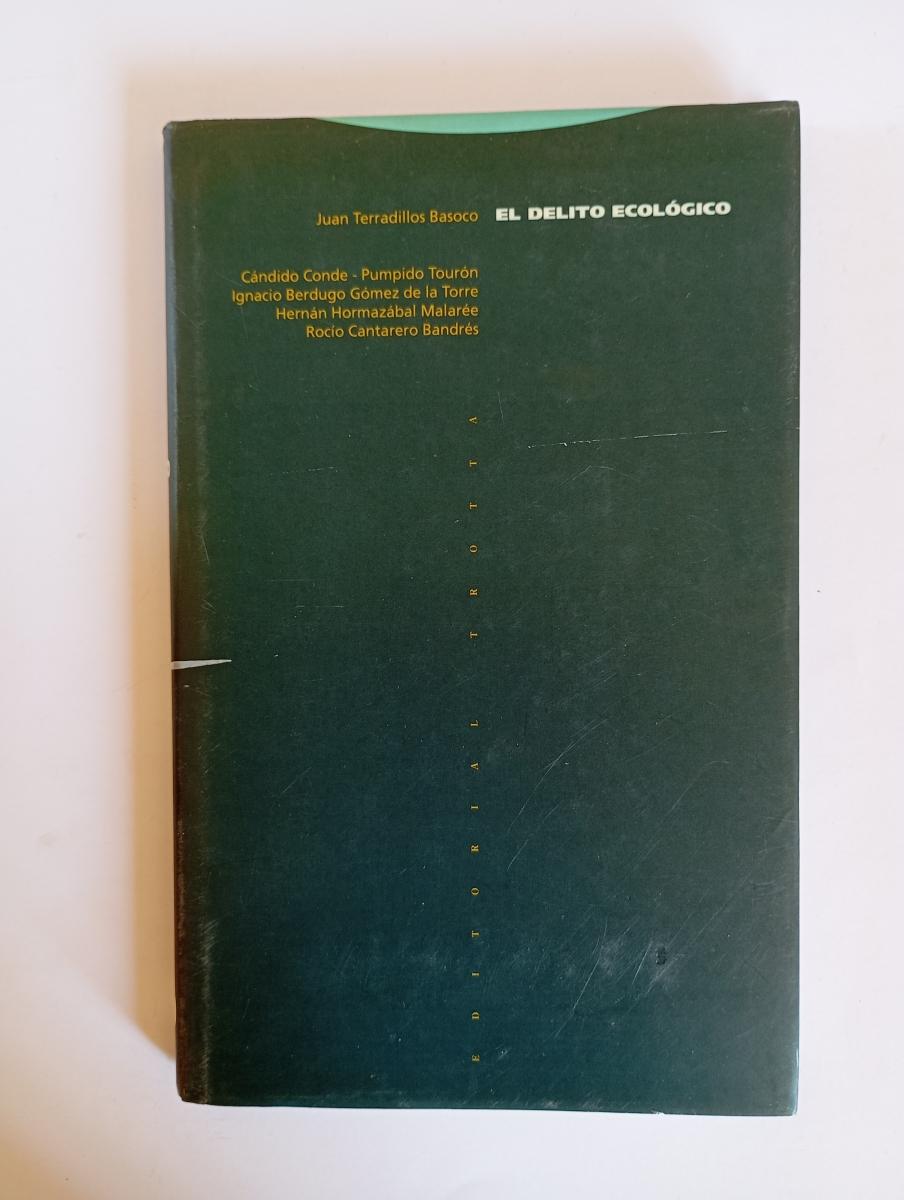 Juan Terradillos Basoco EL DELITO ECOLÓGICO
Cándido Conde - Pumpido Tourón
Ignacio Berdugo Gómez de la Torre
Hernán Hormazábal Malarée
Rocío Cantarero Bandrés
EDITORIAL TROTTA